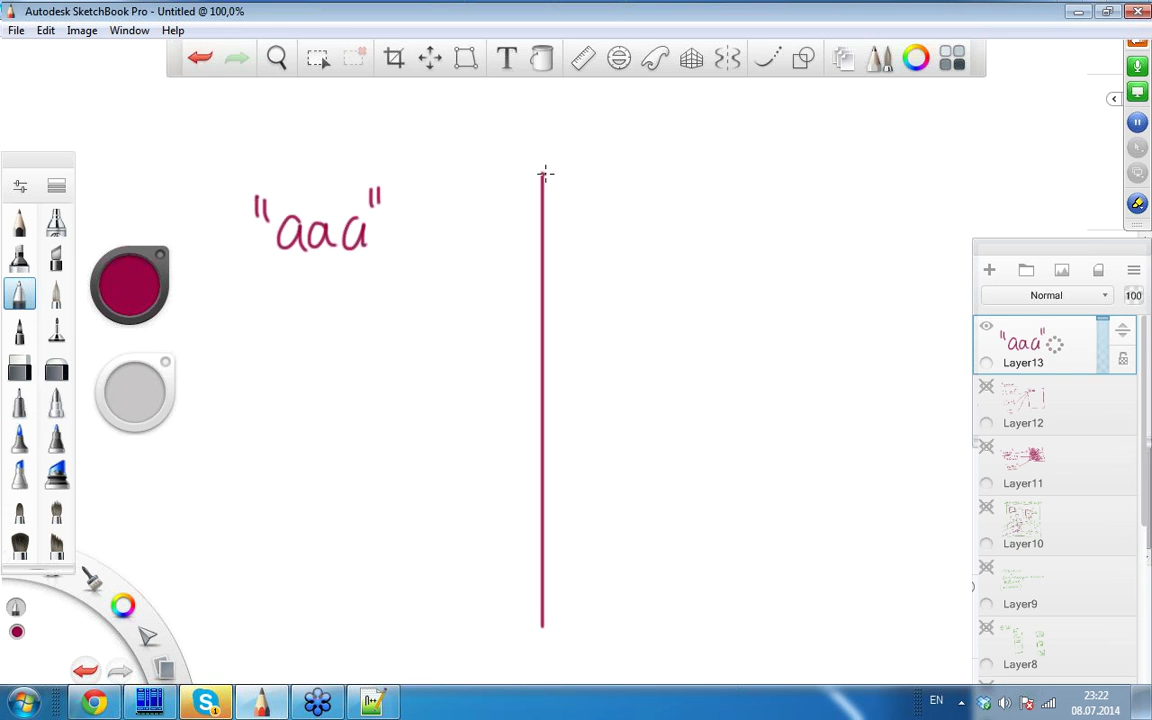 Autodesk SketchBook Pro - Untitled @ 100,0%
File Edit Image Window Help
T
"aaa"
Normal
100
"aaa"
Layer13
Layer12
Layer11
Layer10
Layer9
Layer8
1
EN
23:22
08.07.2014